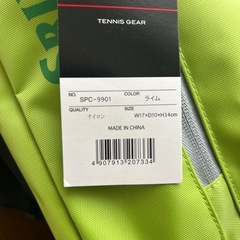 TENNIS GEAR
NO. COLOR
SPC-9901 ライム
QUALITY SIZE
ナイロン W17×D10×H34cm
MADE IN CHINA
4 907913 207334